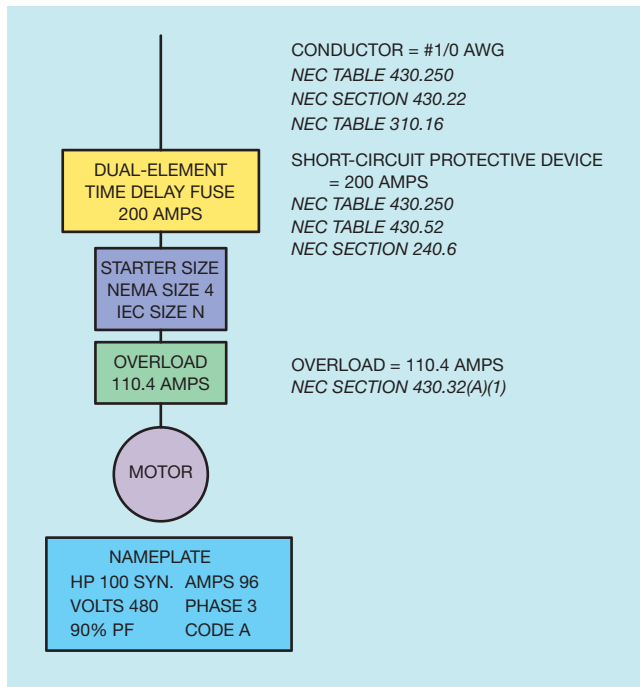 CONDUCTOR = #1/0 AWG
NEC TABLE 430.250
NEC SECTION 430.22
NEC TABLE 310.16
DUAL-ELEMENT
TIME DELAY FUSE
200 AMPS
SHORT-CIRCUIT PROTECTIVE DEVICE
= 200 AMPS
NEC TABLE 430.250
NEC TABLE 430.52
NEC SECTION 240.6
STARTER SIZE
NEMA SIZE 4
IEC SIZE N
OVERLOAD
110.4 AMPS
OVERLOAD = 110.4 AMPS
NEC SECTION 430.32(A)(1)
MOTOR
NAMEPLATE
HP 100 SYN. AMPS 96
VOLTS 480 PHASE 3
90% PF CODE A